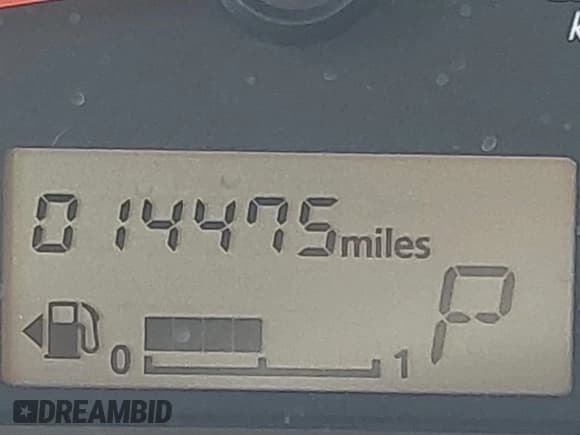 k
014475 miles
P
0 1
DREAMBID